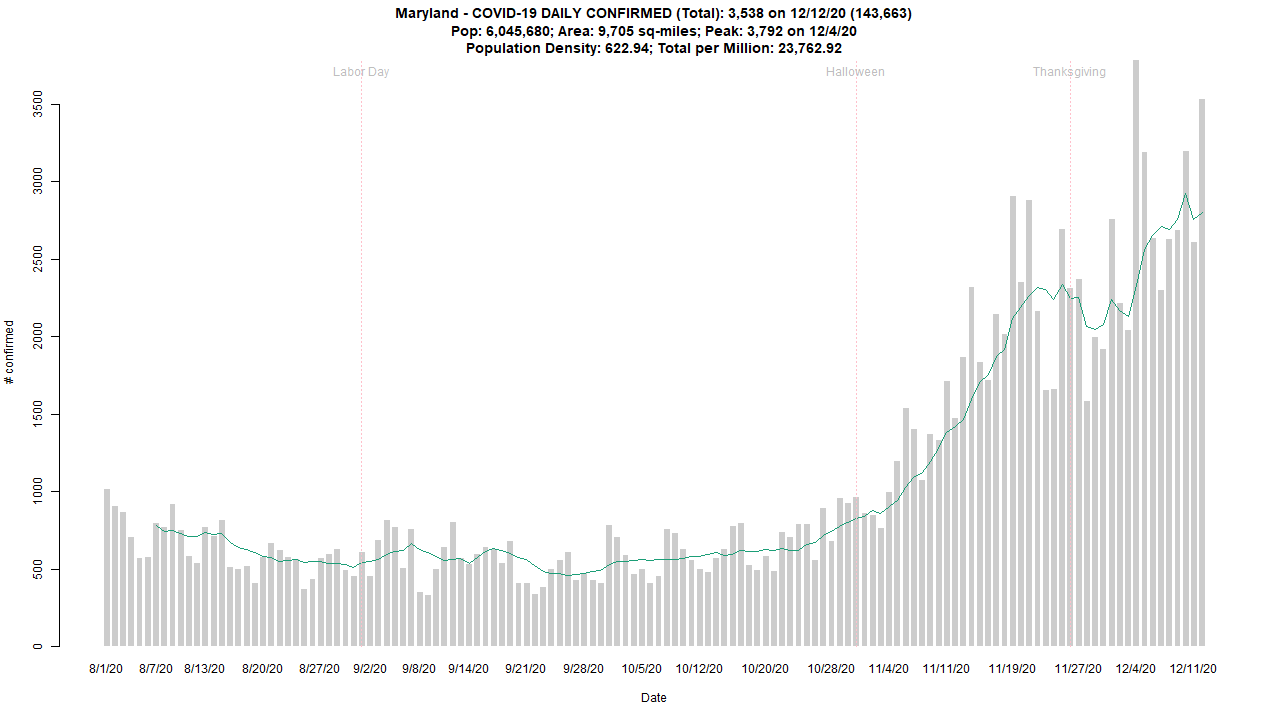 Maryland - COVID-19 DAILY CONFIRMED (Total): 3,538 on 12/12/20 (143,663)
Pop: 6,045,680; Area: 9,705 sq-miles; Peak: 3,792 on 12/4/20
Population Density: 622.94; Total per Million: 23,762.92
Labor Day Halloween Thanksgiving
3500
3000
2500
2000
1500
1000
500
0
# confirmed
8/1/20 8/7/20 8/13/20 8/20/20 8/27/20 9/2/20 9/8/20 9/14/20 9/21/20 9/28/20 10/5/20 10/12/20 10/20/20 10/28/20 11/4/20 11/11/20 11/19/20 11/27/20 12/4/20 12/11/20
Date